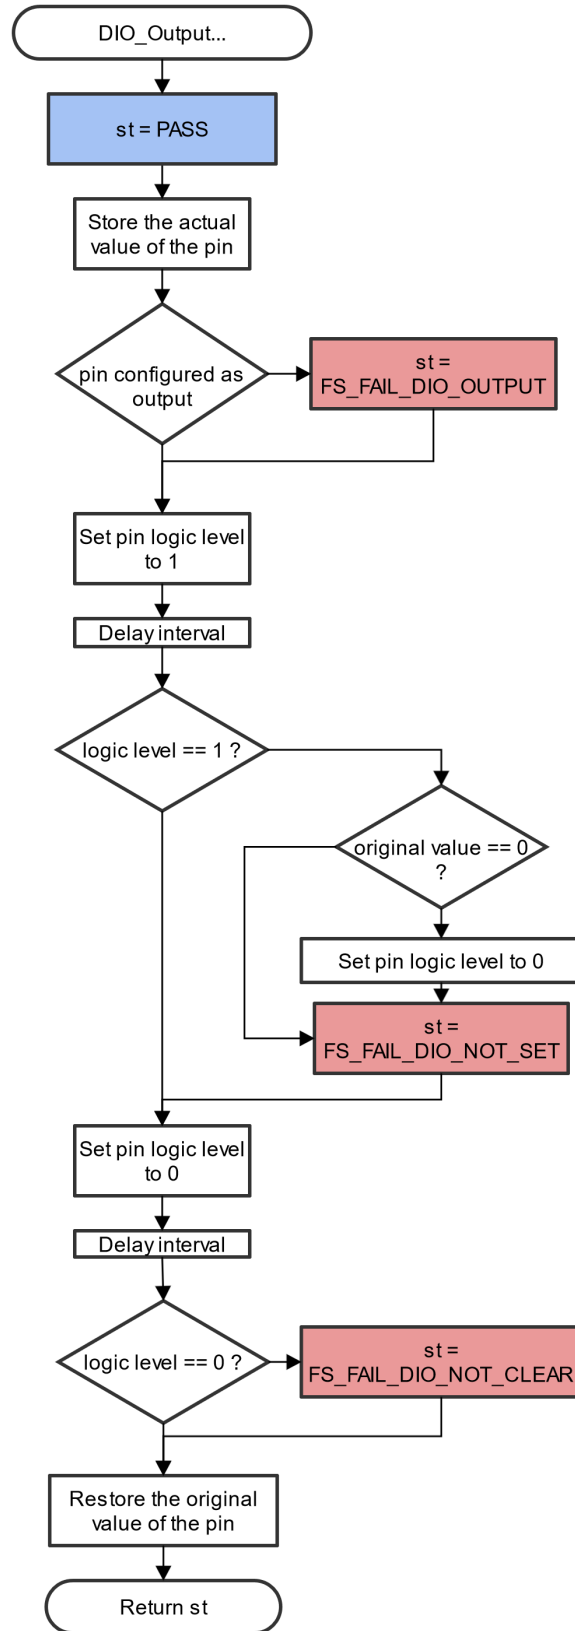 DIO_Output...
st = PASS
Store the actual
value of the pin
pin configured as
output
st =
FS_FAIL_DIO_OUTPUT
Set pin logic level
to 1
Delay interval
logic level == 1 ?
original value == 0
?
Set pin logic level to 0
st =
FS_FAIL_DIO_NOT_SET
Set pin logic level
to 0
Delay interval
logic level == 0 ?
st =
FS_FAIL_DIO_NOT_CLEAR
Restore the original
value of the pin
Return st